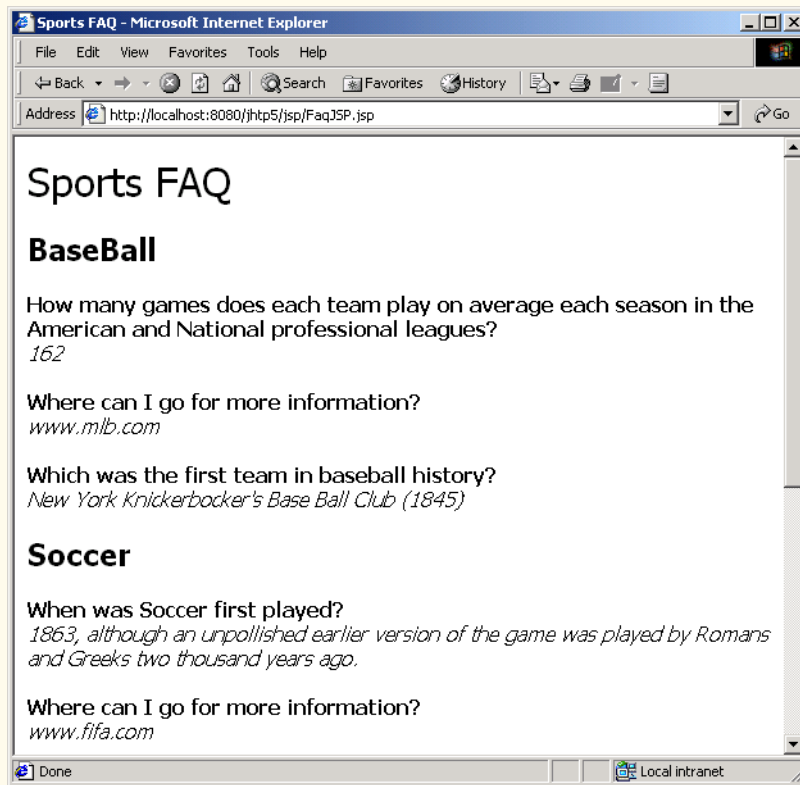 Sports FAQ - Microsoft Internet Explorer
File Edit View Favorites Tools Help
Back Search Favorites History
Address http://localhost:8080/jhtp5/jsp/FaqJSP.jsp Go
Sports FAQ
BaseBall
How many games does each team play on average each season in the
American and National professional leagues?
162
Where can I go for more information?
www.mlb.com
Which was the first team in baseball history?
New York Knickerbocker's Base Ball Club (1845)
Soccer
When was Soccer first played?
1863, although an unpollished earlier version of the game was played by Romans
and Greeks two thousand years ago.
Where can I go for more information?
www.fifa.com
Done Local intranet